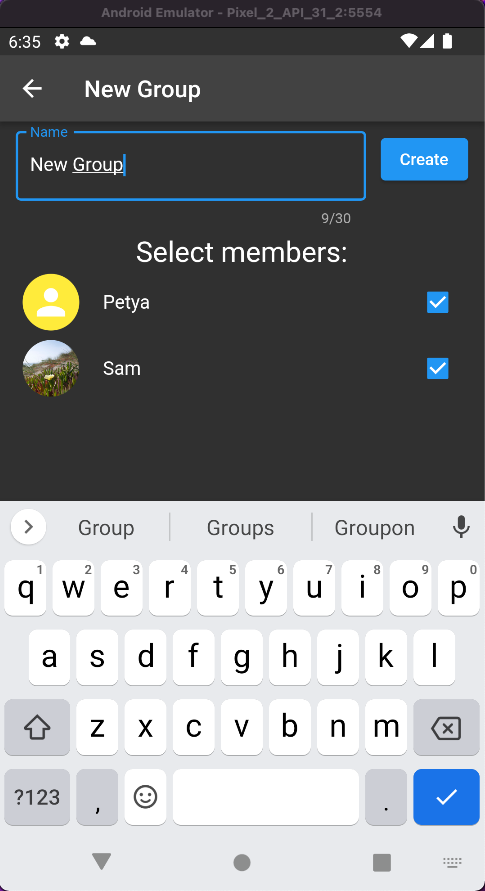 Android Emulator - Pixel_2_API_31_2:5554
6:35
New Group
Name
New Group
Create
9/30
Select members:
Petya
Sam
Group Groups Groupon
q1 w2 e3 r4 t5 y6 u7 i8 o9 p0
a s d f g h j k l
z x c v b n m
?123 , .